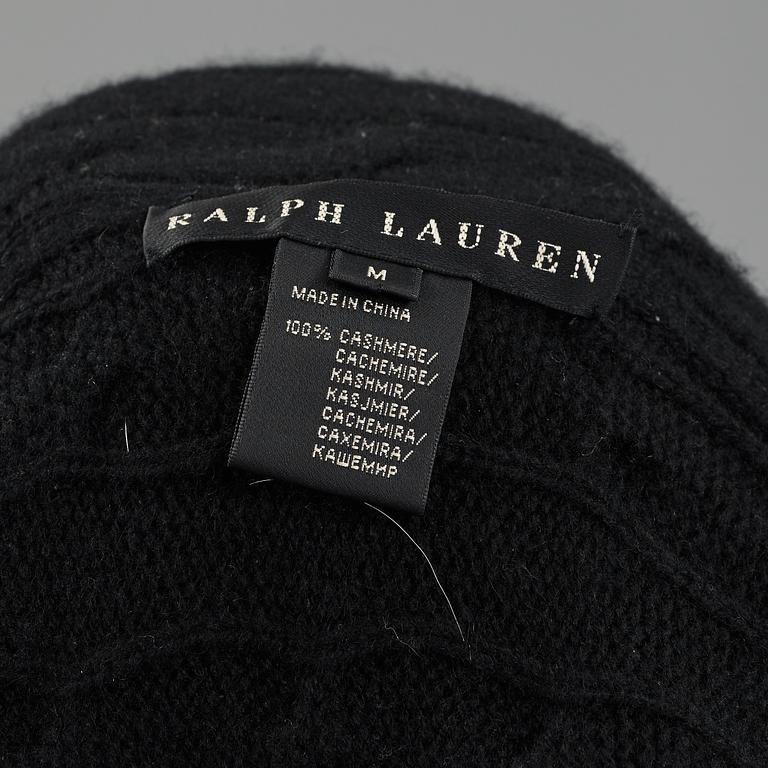 RALPH LAUREN
M
MADE IN CHINA
100% CASHMERE/
CACHEMIRE/
KASHMIR/
KASJMIER/
CACHEMIRA/
CAXEMIRA/
КАШЕМИР